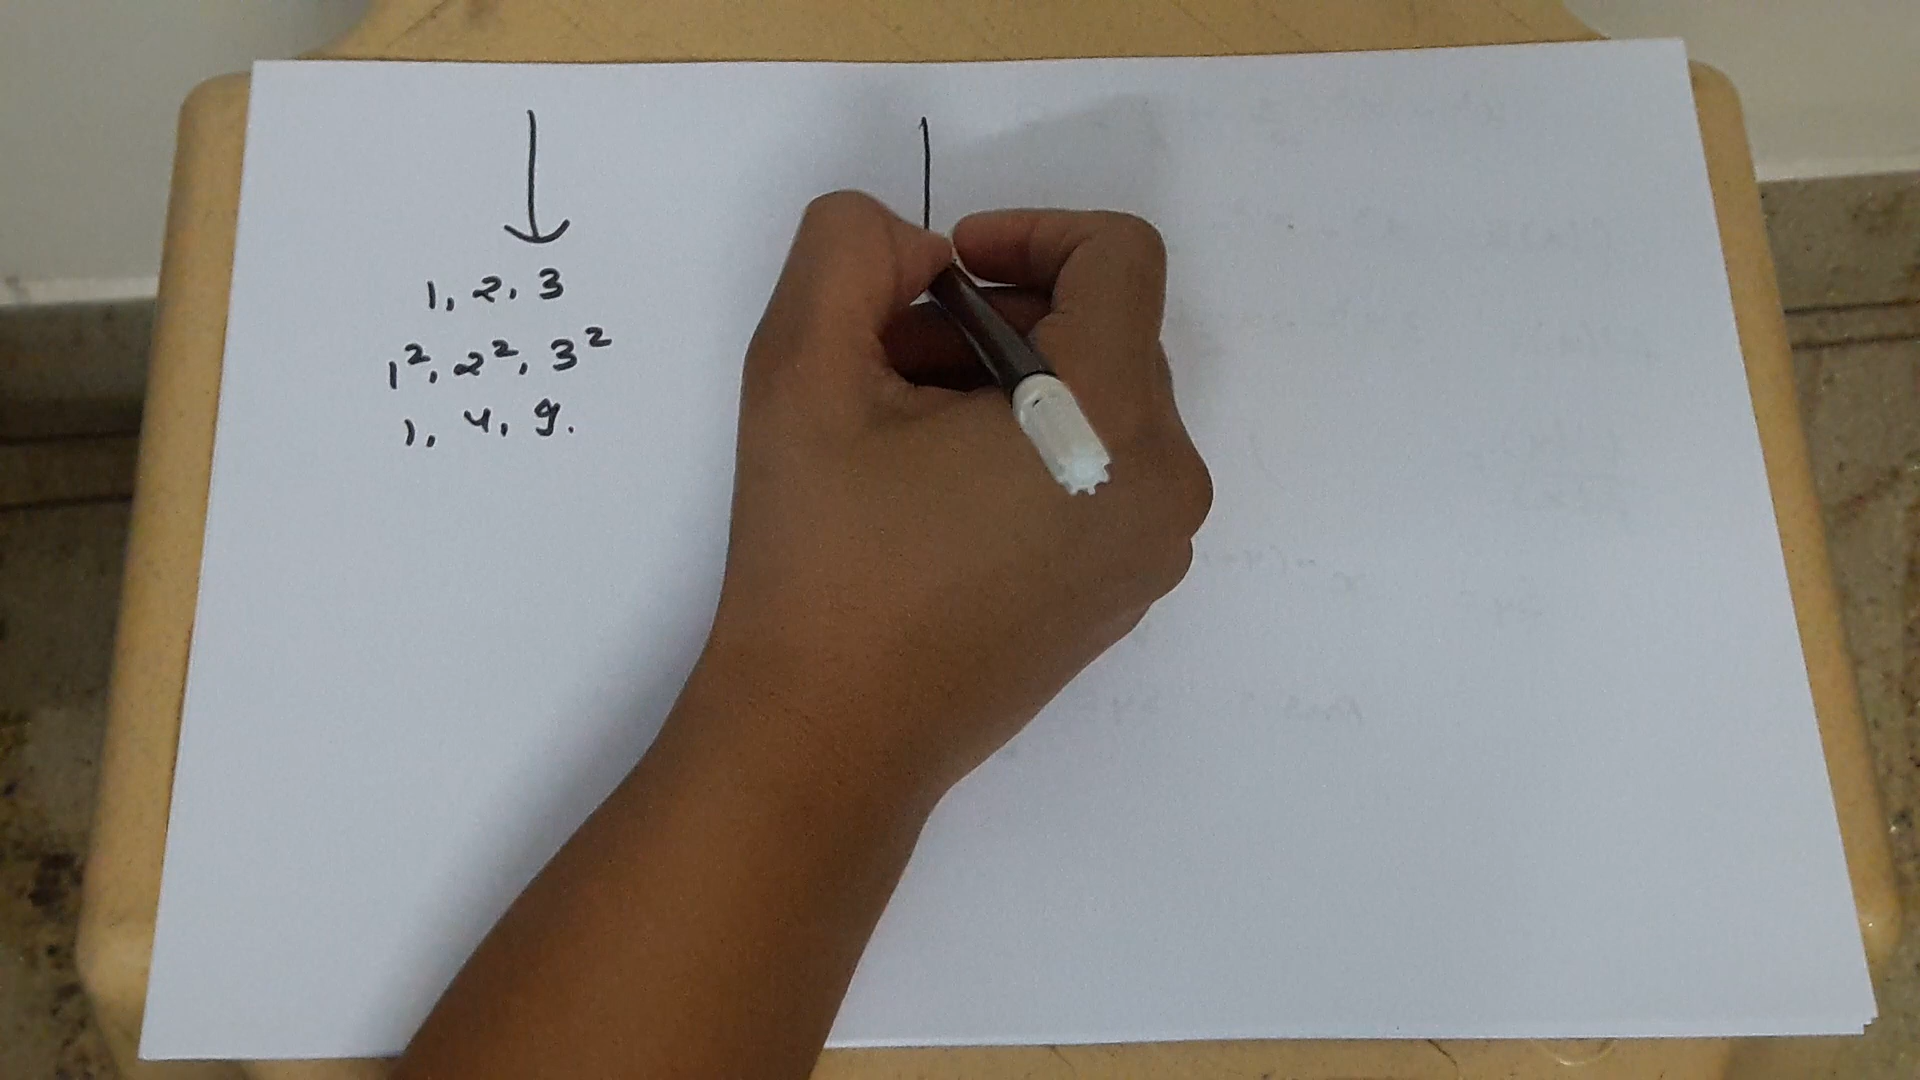 1, 2, 3
1², 2², 3²
1, 4, 9.